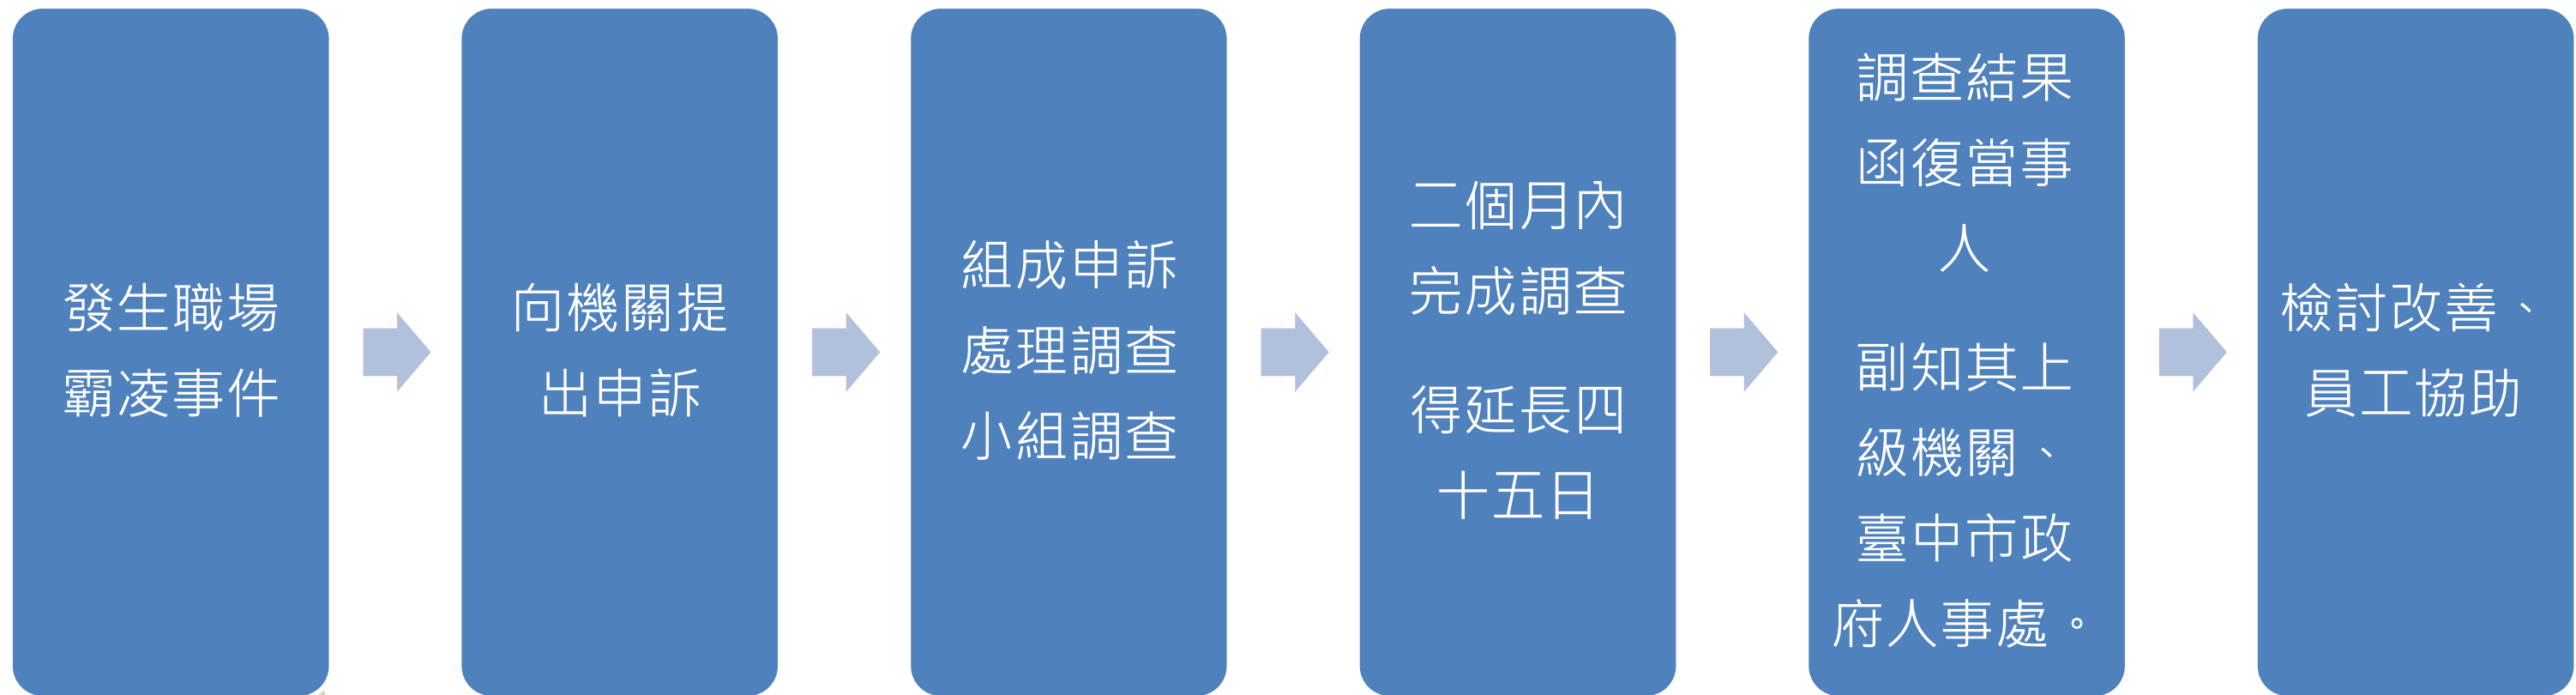 發生職場
霸凌事件
向機關提
出申訴
組成申訴
處理調查
小組調查
二個月內
完成調查
得延長四
十五日
調查結果
函復當事
人
副知其上
級機關、
臺中市政
府人事處。
檢討改善、
員工協助